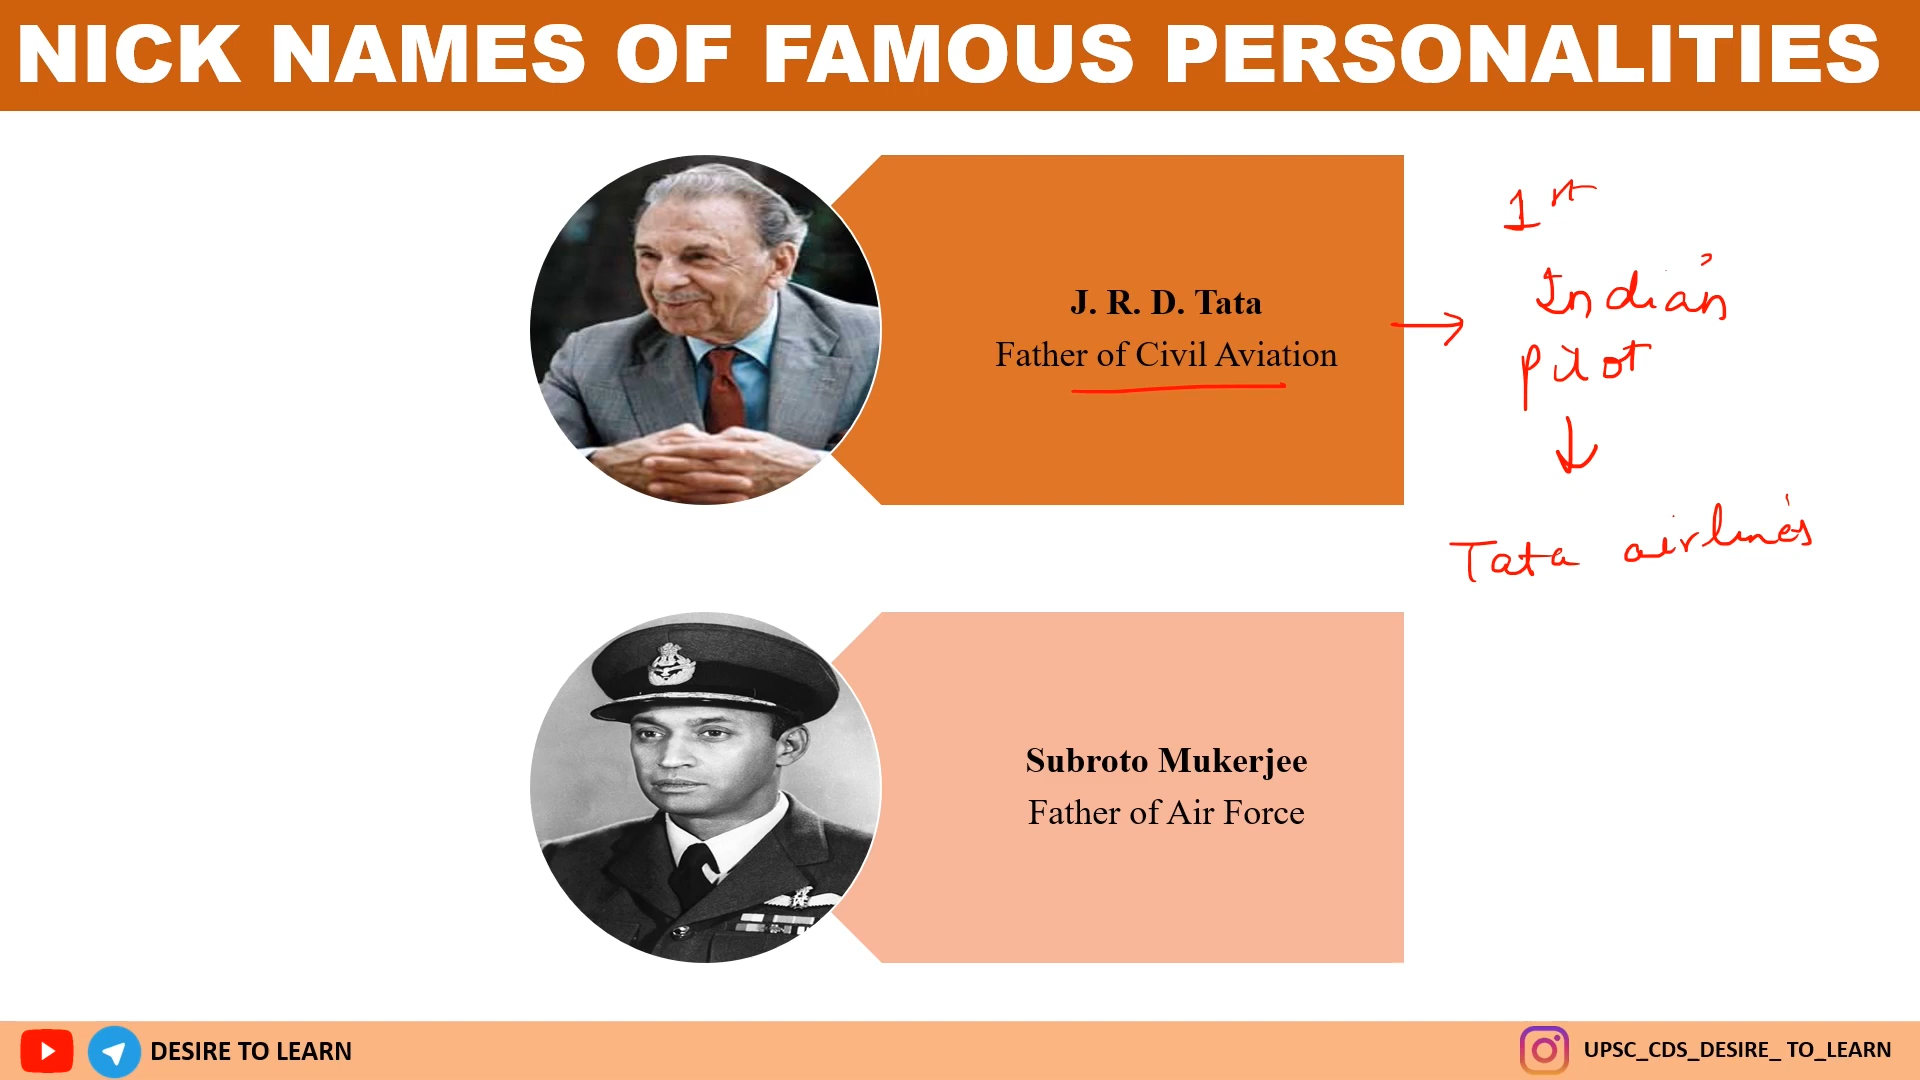 NICK NAMES OF FAMOUS PERSONALITIES
J. R. D. Tata
Father of Civil Aviation
1st
Indian
pilot
Tata airlines
Subroto Mukerjee
Father of Air Force
DESIRE TO LEARN
UPSC_CDS_DESIRE_ TO_LEARN